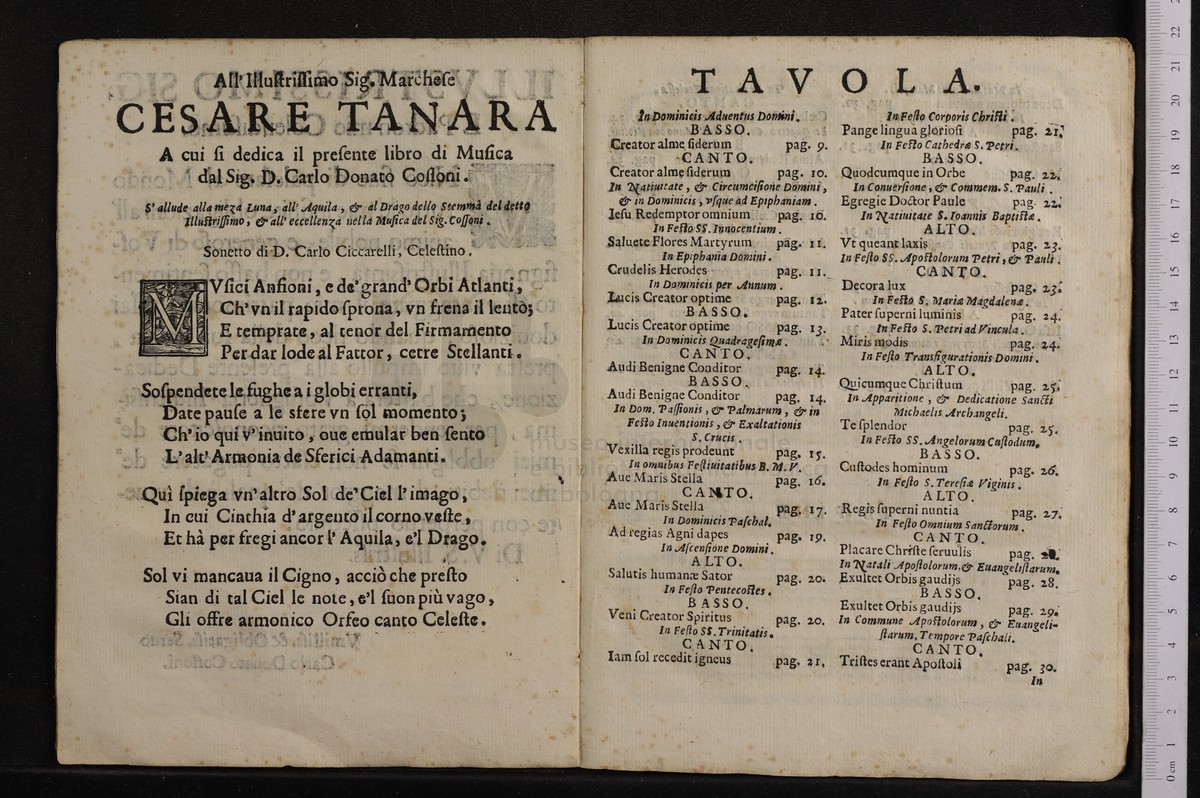 All' Illuſtriſſimo Sig. Marcheſe
CESARE TANARA
A cui ſi dedica il preſente libro di Muſica
dal Sig. D. Carlo Donato Coſſoni.
S' allude alla meza Luna, all' Aquila, & al Drago dello Stemma del detto
Illuſtriſſimo, & all' eccellenza nella Muſica del Sig. Coſſoni.
Sonetto di D. Carlo Ciccarelli, Celeſtino.
MVſici Anfioni, e de' grand' Orbi Atlanti,
Ch' vn il rapido ſprona, vn frena il lento;
E temprate, al tenor del Firmamento
Per dar lode al Fattor, cetre Stellanti.
Soſpendete le fughe a i globi erranti,
Date pauſe a le sfere vn ſol momento;
Ch' io qui v' inuito, oue emular ben ſento
L' alt' Armonia de Sferici Adamanti.
Quì ſpiega vn' altro Sol de' Ciel l' imago,
In cui Cinthia d' argento il corno veſte,
Et hà per fregi ancor l' Aquila, e'l Drago.
Sol vi mancaua il Cigno, acciò che preſto
Sian di tal Ciel le note, e'l ſuon più vago,
Gli offre armonico Orfeo canto Celeſte.
TAVOLA.
In Dominicis Aduentus Domini.
BASSO.
Creator alme ſiderum pag. 9.
CANTO.
Creator alme ſiderum pag. 10.
In Natiuitate, & Circumciſione Domini,
& in Dominicis, vſque ad Epiphaniam.
Ieſu Redemptor omnium pag. 10.
In Feſto SS. Innocentium.
Saluete Flores Martyrum pag. 11.
In Epiphania Domini.
Crudelis Herodes pag. 11.
In Dominicis per Annum.
Lucis Creator optime pag. 12.
BASSO.
Lucis Creator optime pag. 13.
In Dominicis Quadrageſimæ.
CANTO.
Audi Benigne Conditor pag. 14.
BASSO.
Audi Benigne Conditor pag. 14.
In Dom. Paſſionis, & Palmarum, & in
Feſto Inuentionis, & Exaltationis
S. Crucis.
Vexilla regis prodeunt pag. 15.
In omnibus Feſtiuitatibus B. M. V.
Aue Maris Stella pag. 16.
CANTO.
Aue Maris Stella pag. 17.
In Dominicis Paſchal.
Ad regias Agni dapes pag. 19.
In Aſcenſione Domini.
ALTO.
Salutis humanæ Sator pag. 20.
In Feſto Pentecoſtes.
BASSO.
Veni Creator Spiritus pag. 20.
In Feſto SS. Trinitatis.
CANTO.
Iam ſol recedit igneus pag. 21.
In Feſto Corporis Chriſti.
Pange lingua glorioſi pag. 21.
In Feſto Cathedræ S. Petri.
BASSO.
Quodcumque in Orbe pag. 22.
In Conuerſione, & Commem. S. Pauli.
Egregie Doctor Paule pag. 22.
In Natiuitate S. Ioannis Baptiſtæ.
ALTO.
Vt queant laxis pag. 23.
In Feſto SS. Apoſtolorum Petri, & Pauli.
CANTO.
Decora lux pag. 23.
In Feſto S. Mariæ Magdalenæ.
Pater ſuperni luminis pag. 24.
In Feſto S. Petri ad Vincula.
Miris modis pag. 24.
In Feſto Transfigurationis Domini.
ALTO.
Quicumque Chriſtum pag. 25.
In Apparitione, & Dedicatione Sancti
Michaelis Archangeli.
Te ſplendor pag. 25.
In Feſto SS. Angelorum Cuſtodum.
BASSO.
Cuſtodes hominum pag. 26.
In Feſto S. Tereſiæ Viginis.
ALTO.
Regis ſuperni nuntia pag. 27.
In Feſto Omnium Sanctorum.
CANTO.
Placare Chriſte ſeruulis pag.
In Natali Apoſtolorum, & Euangeliſtarum.
Exultet Orbis gaudijs pag. 28.
BASSO.
Exultet Orbis gaudijs pag. 29.
In Commune Apoſtolorum, & Euangeli-
ſtarum, Tempore Paſchali.
CANTO.
Triſtes erant Apoſtoli pag. 30.
In